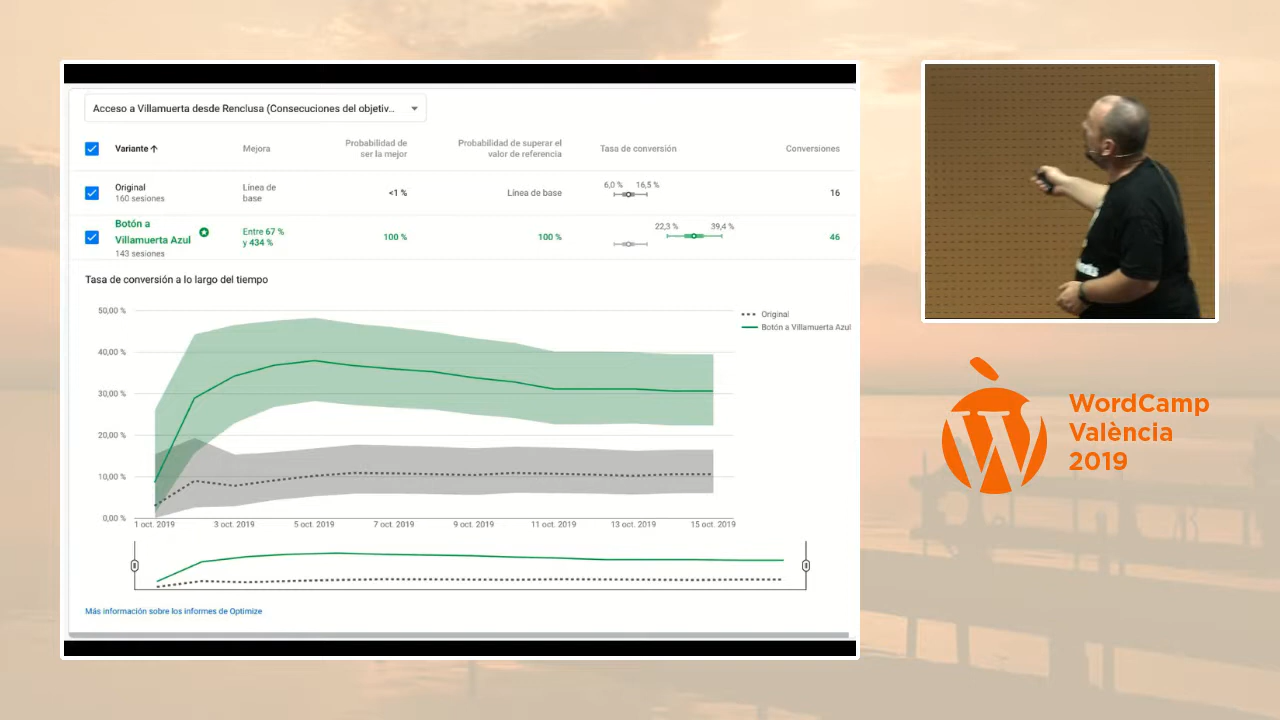 Acceso a Villamuerta desde Renclusa (Consecuciones del objetiv..
Variante
Mejora
Probabilidad de
ser la mejor
Probabilidad de superar el
valor de referencia
Tasa de conversión
Conversiones
Original
160 sesiones
Línea de
base
<1 %
Línea de base
6,0 % 16,5 %
16
Botón a
Villamuerta Azul
143 sesiones
Entre 67 %
y 434 %
100 %
100 %
22,3 % 39,4 %
46
Tasa de conversión a lo largo del tiempo
50,00 %
40,00 %
30,00 %
20,00 %
10,00 %
0,00 %
Original
Botón a Villamuerta Azul
1 oct. 2019 3 oct. 2019 5 oct. 2019 7 oct. 2019 9 oct. 2019 11 oct. 2019 13 oct. 2019 15 oct. 2019
Más información sobre los informes de Optimize
WordCamp
València
2019